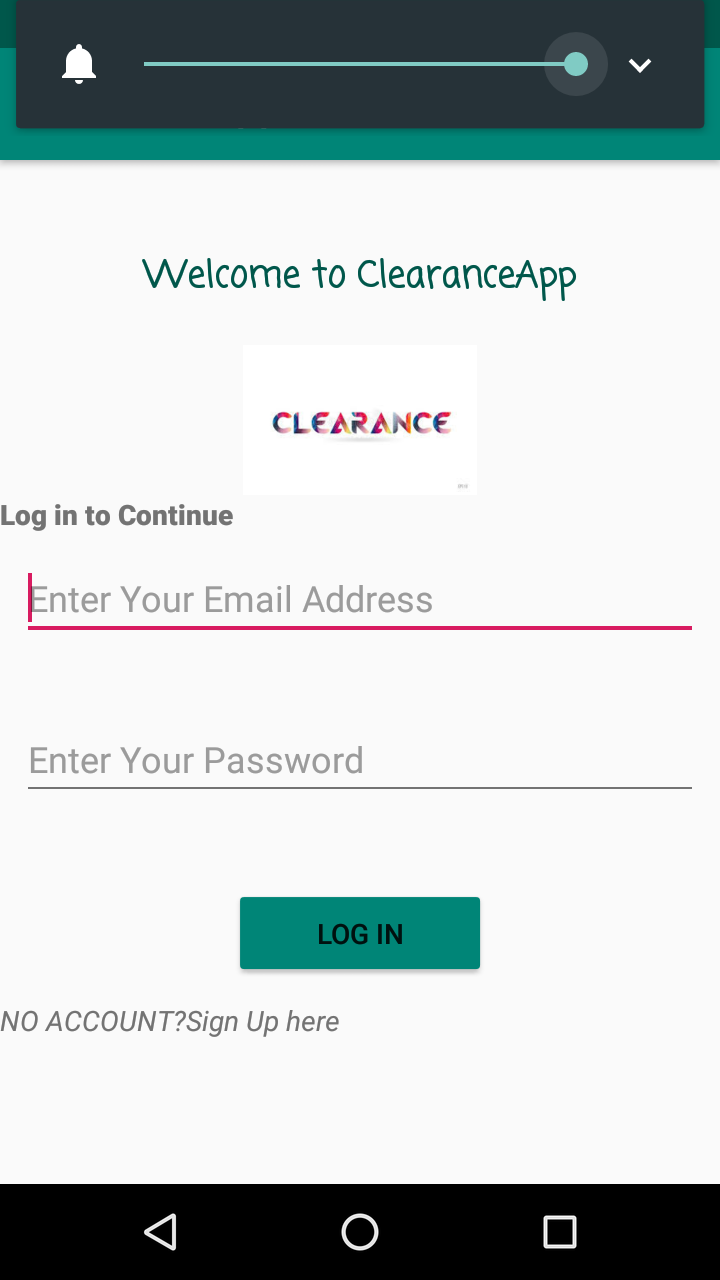 Welcome to ClearanceApp
CLEARANCE
Log in to Continue
Enter Your Email Address
Enter Your Password
LOG IN
NO ACCOUNT?Sign Up here